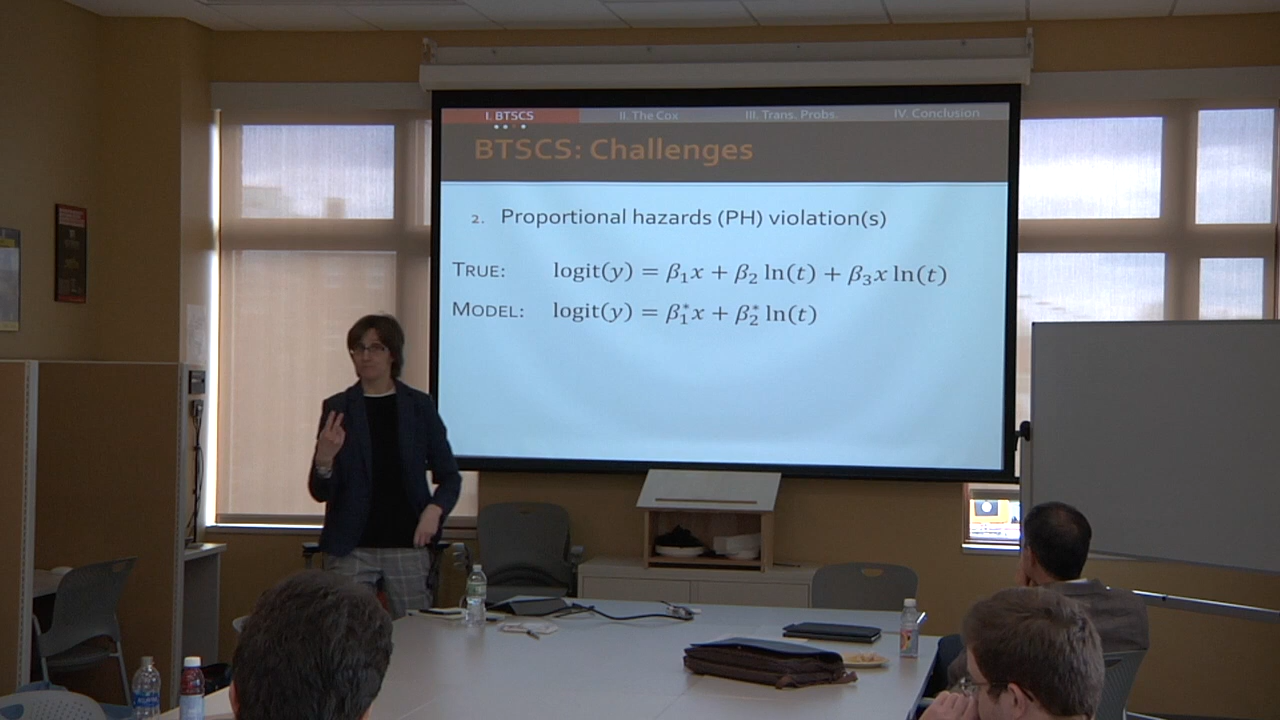 I. BTSCS II. The Cox III. Trans. Probs. IV. Conclusion
BTSCS: Challenges
2. Proportional hazards (PH) violation(s)
TRUE: logit(y) = β₁x + β₂ ln(t) + β₃x ln(t)
MODEL: logit(y) = β₁*x + β₂* ln(t)